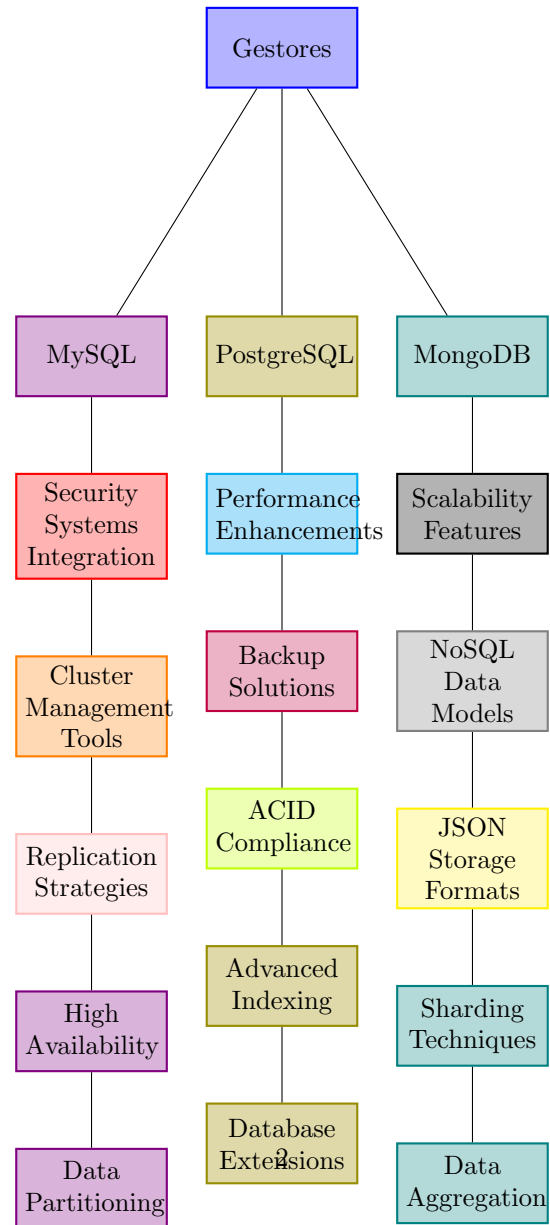 Gestores
MySQL
PostgreSQL
MongoDB
Security
Systems
Integration
Performance
Enhancements
Scalability
Features
Cluster
Management
Tools
Backup
Solutions
NoSQL
Data
Models
Replication
Strategies
ACID
Compliance
JSON
Storage
Formats
High
Availability
Advanced
Indexing
Sharding
Techniques
Data
Partitioning
Database
Extensions
2
Data
Aggregation